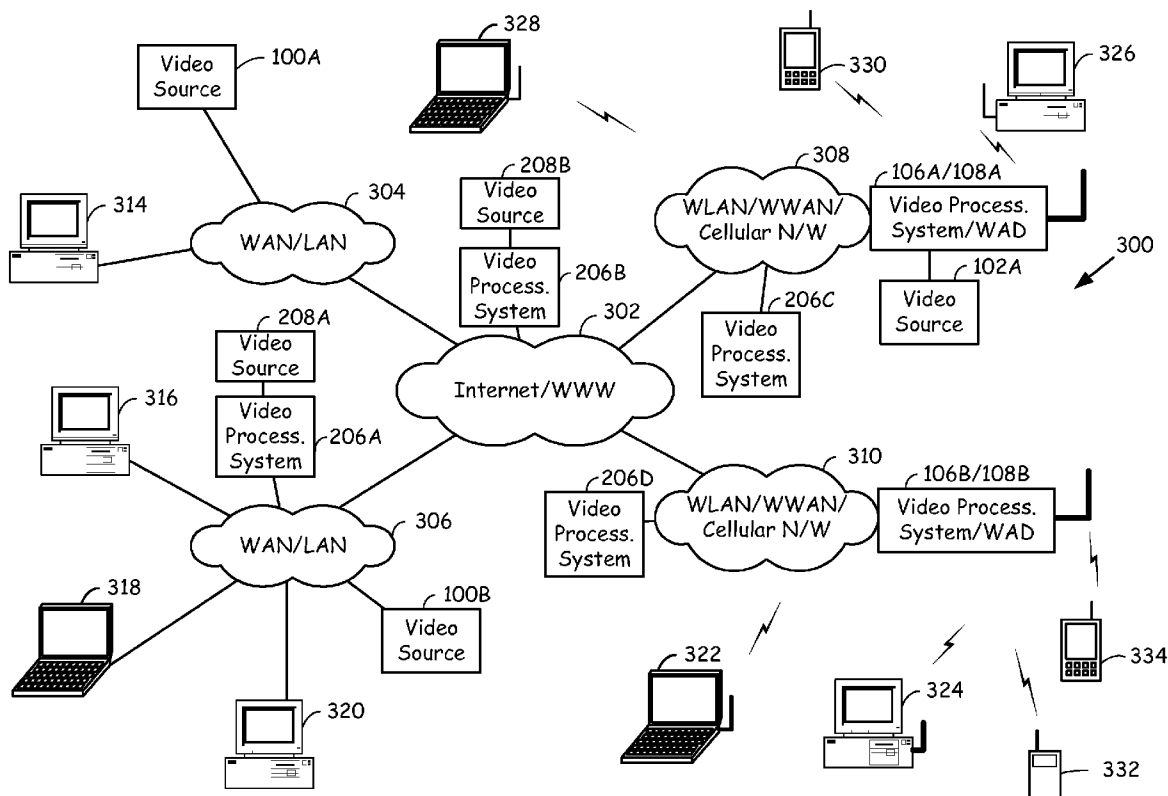 328
330
326
Video
Source
100A
314
304
WAN/LAN
208B
Video
Source
Video
Process.
System
206B
308
WLAN/WWAN/
Cellular N/W
106A/108A
Video Process.
System/WAD
300
102A
Video
Source
206C
Video
Process.
System
302
Internet/WWW
208A
Video
Source
316
Video
Process.
System
206A
310
WLAN/WWAN/
Cellular N/W
106B/108B
Video Process.
System/WAD
206D
Video
Process.
System
306
WAN/LAN
318
100B
Video
Source
320
322
324
334
332